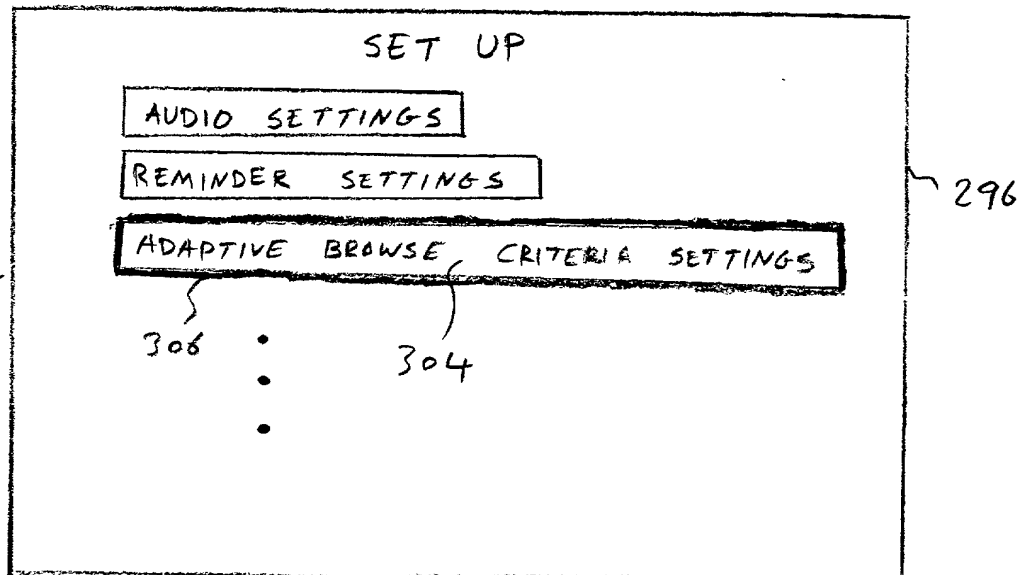 SET UP
AUDIO SETTINGS
REMINDER SETTINGS
296
ADAPTIVE BROWSE CRITERIA SETTINGS
306
304